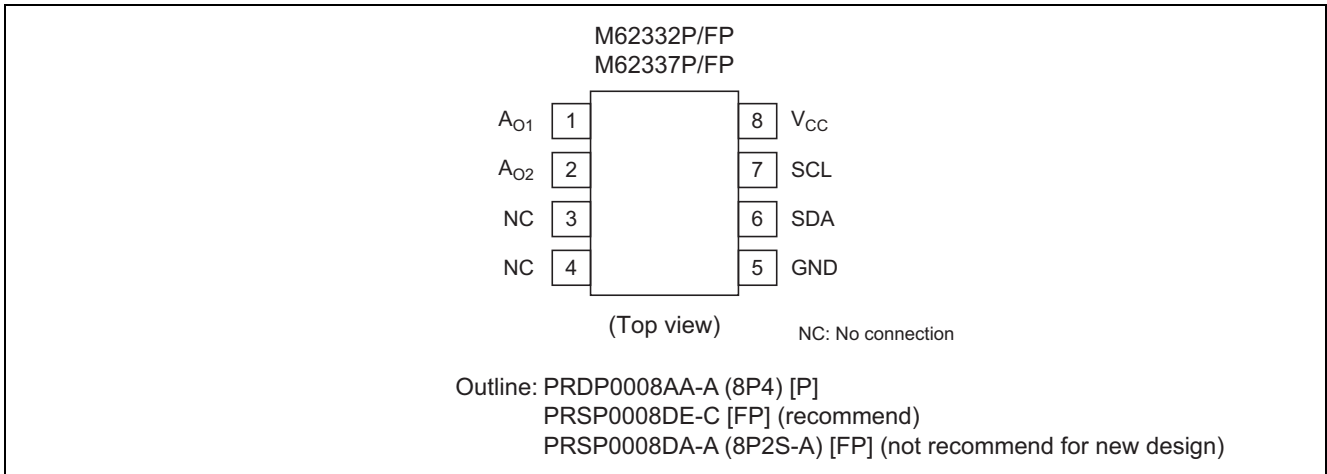 M62332P/FP
M62337P/FP
AO1 1 8 VCC
AO2 2 7 SCL
NC 3 6 SDA
NC 4 5 GND
(Top view)
NC: No connection
Outline: PRDP0008AA-A (8P4) [P]
PRSP0008DE-C [FP] (recommend)
PRSP0008DA-A (8P2S-A) [FP] (not recommend for new design)